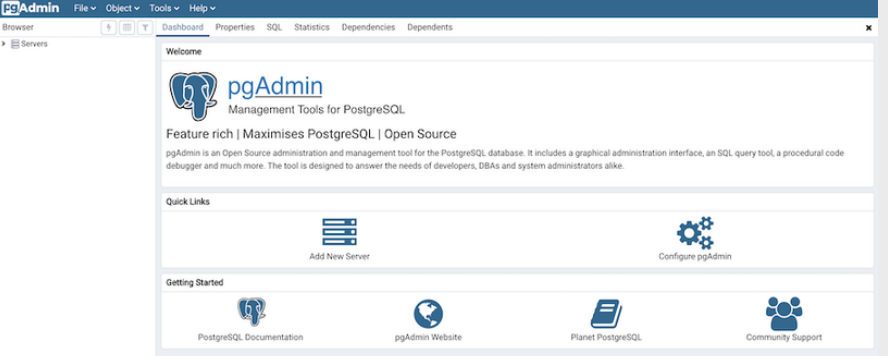 pgAdmin File Object Tools Help
Browser Dashboard Properties SQL Statistics Dependencies Dependents
Servers
Welcome
pgAdmin
Management Tools for PostgreSQL
Feature rich | Maximises PostgreSQL | Open Source
pgAdmin is an Open Source administration and management tool for the PostgreSQL database. It includes a graphical administration interface, an SQL query tool, a procedural code
debugger and much more. The tool is designed to answer the needs of developers, DBAs and system administrators alike.
Quick Links
Add New Server Configure pgAdmin
Getting Started
PostgreSQL Documentation pgAdmin Website Planet PostgreSQL Community Support